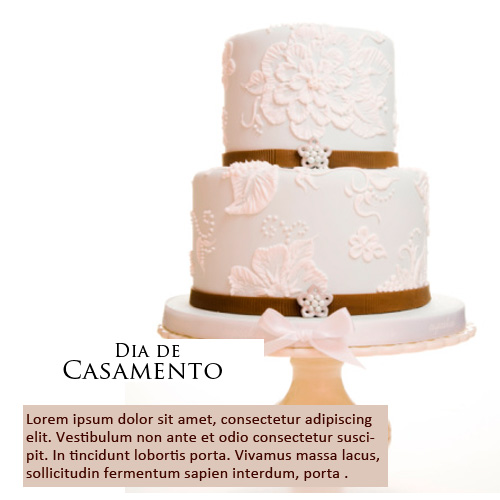 Dia de
Casamento
Lorem ipsum dolor sit amet, consectetur adipiscing
elit. Vestibulum non ante et odio consectetur susci-
pit. In tincidunt lobortis porta. Vivamus massa lacus,
sollicitudin fermentum sapien interdum, porta .